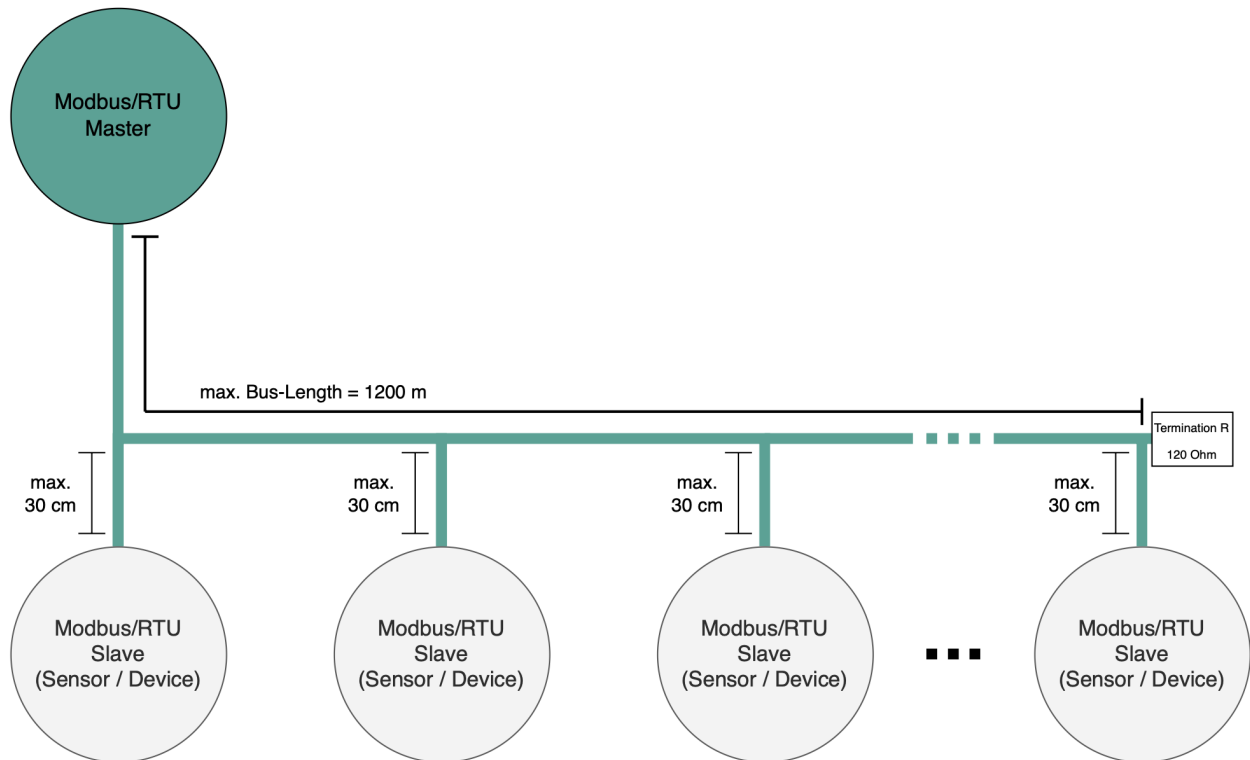 Modbus/RTU
Master
max. Bus-Length = 1200 m
Termination R
120 Ohm
max.
30 cm
max.
30 cm
max.
30 cm
max.
30 cm
Modbus/RTU
Slave
(Sensor / Device)
Modbus/RTU
Slave
(Sensor / Device)
Modbus/RTU
Slave
(Sensor / Device)
Modbus/RTU
Slave
(Sensor / Device)